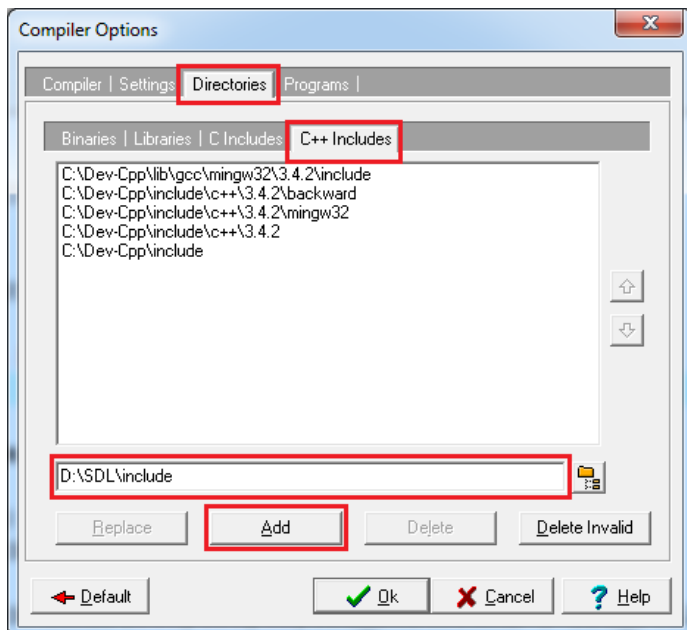 Compiler Options
Compiler | Settings Directories Programs |
Binaries | Libraries | C Includes C++ Includes
C:\Dev-Cpp\lib\gcc\mingw32\3.4.2\include
C:\Dev-Cpp\include\c++\3.4.2\backward
C:\Dev-Cpp\include\c++\3.4.2\mingw32
C:\Dev-Cpp\include\c++\3.4.2
C:\Dev-Cpp\include
D:\SDL\include
Replace Add Delete Delete Invalid
Default Ok Cancel Help